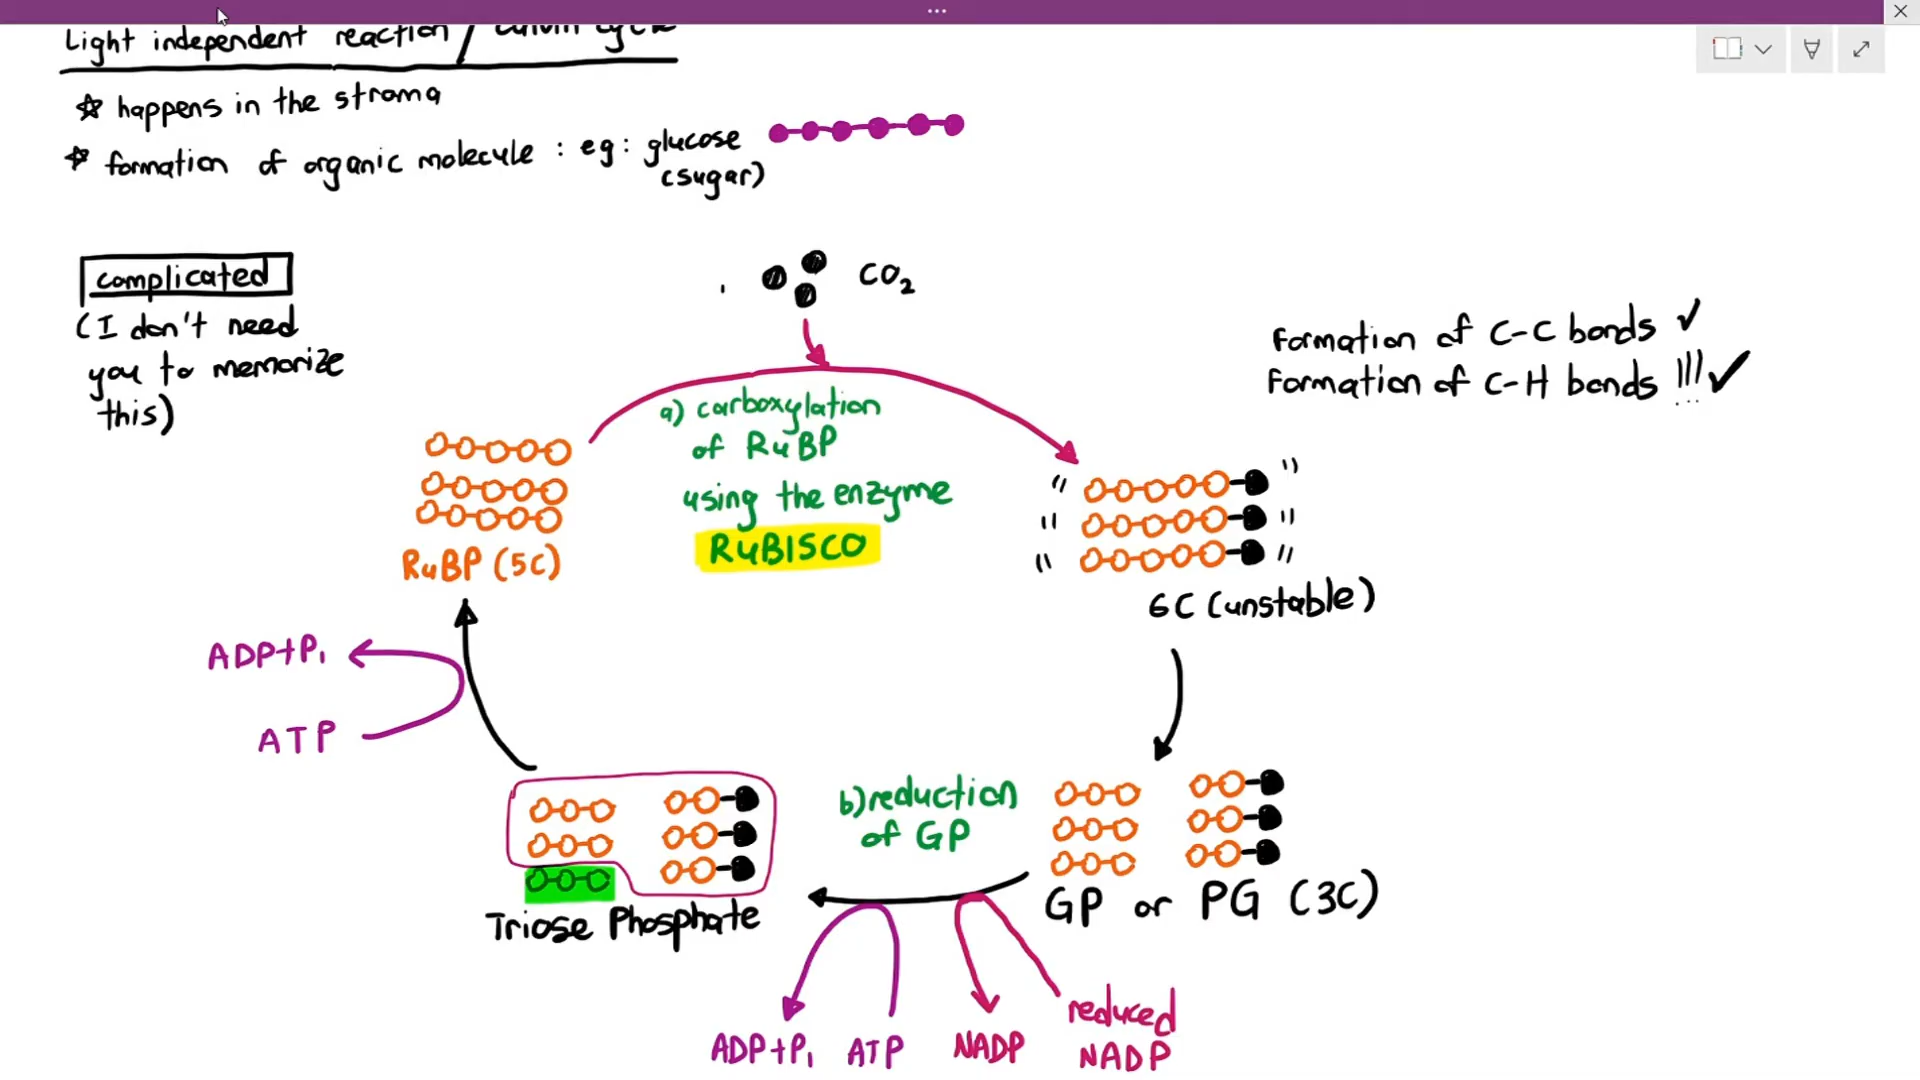 Light independent reaction / calvin cycle
☆ happens in the stroma
☆ formation of organic molecule : eg : glucose
(sugar)
complicated
(I don't need
you to memorize
this)
CO₂
Formation of C-C bonds ✓
Formation of C-H bonds !!! ✓
a) carboxylation
of RuBP
using the enzyme
RuBISCO
RuBP (5C)
6C (unstable)
ADP+Pi
ATP
b) reduction
of GP
GP or PG (3C)
Triose Phosphate
ADP+Pi
ATP
NADP
reduced
NADP